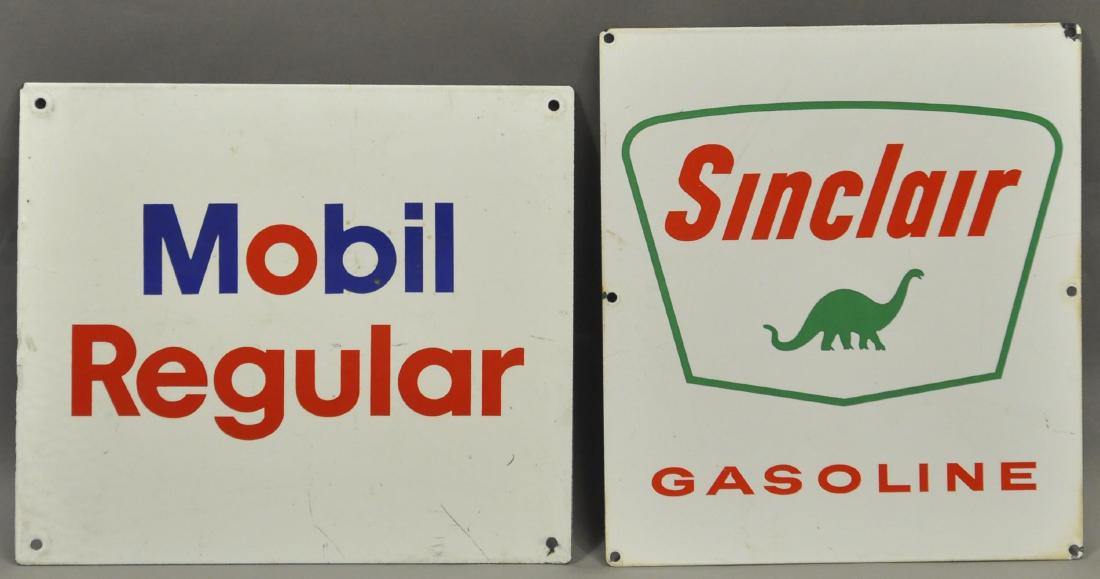 Mobil
Regular
Sinclair
GASOLINE